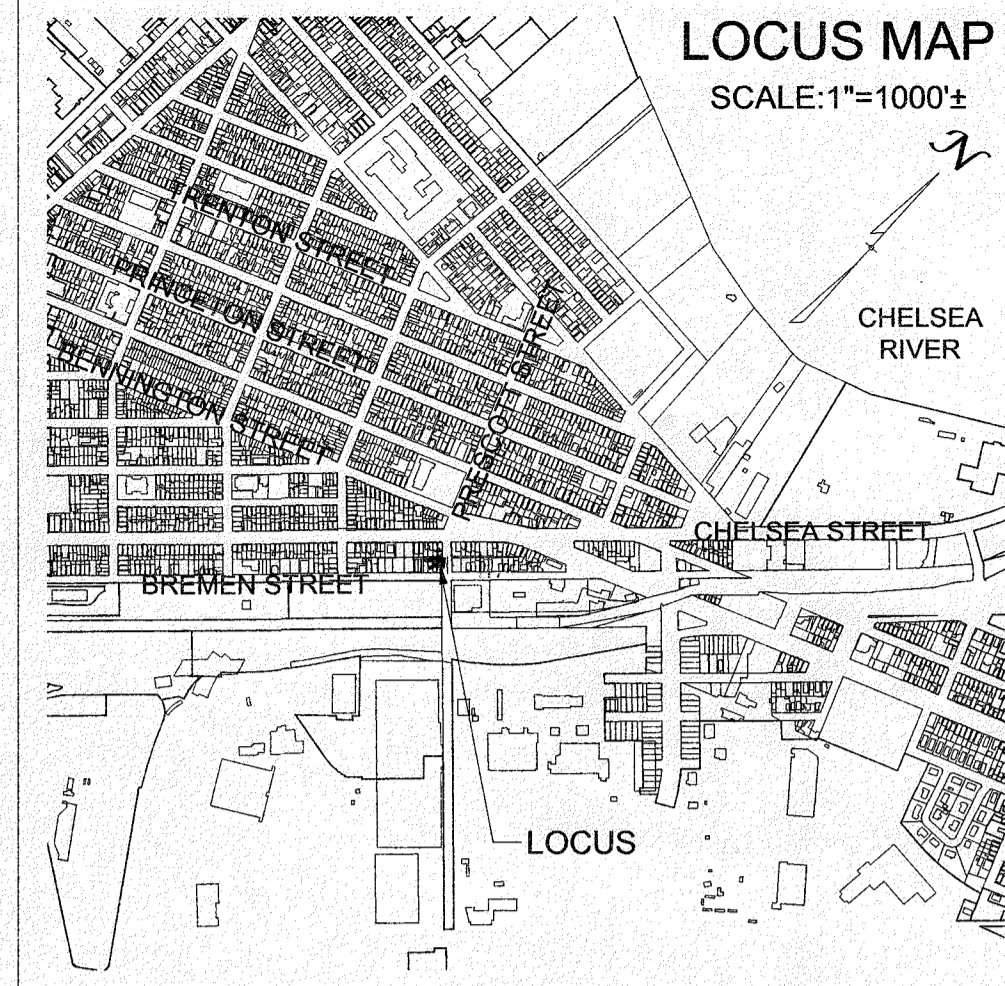 LOCUS MAP
SCALE:1"=1000'±
N
CHELSEA
RIVER
TRENTON STREET
PRINCETON STREET
BENNINGTON STREET
PRESCOTT STREET
CHELSEA STREET
BREMEN STREET
LOCUS